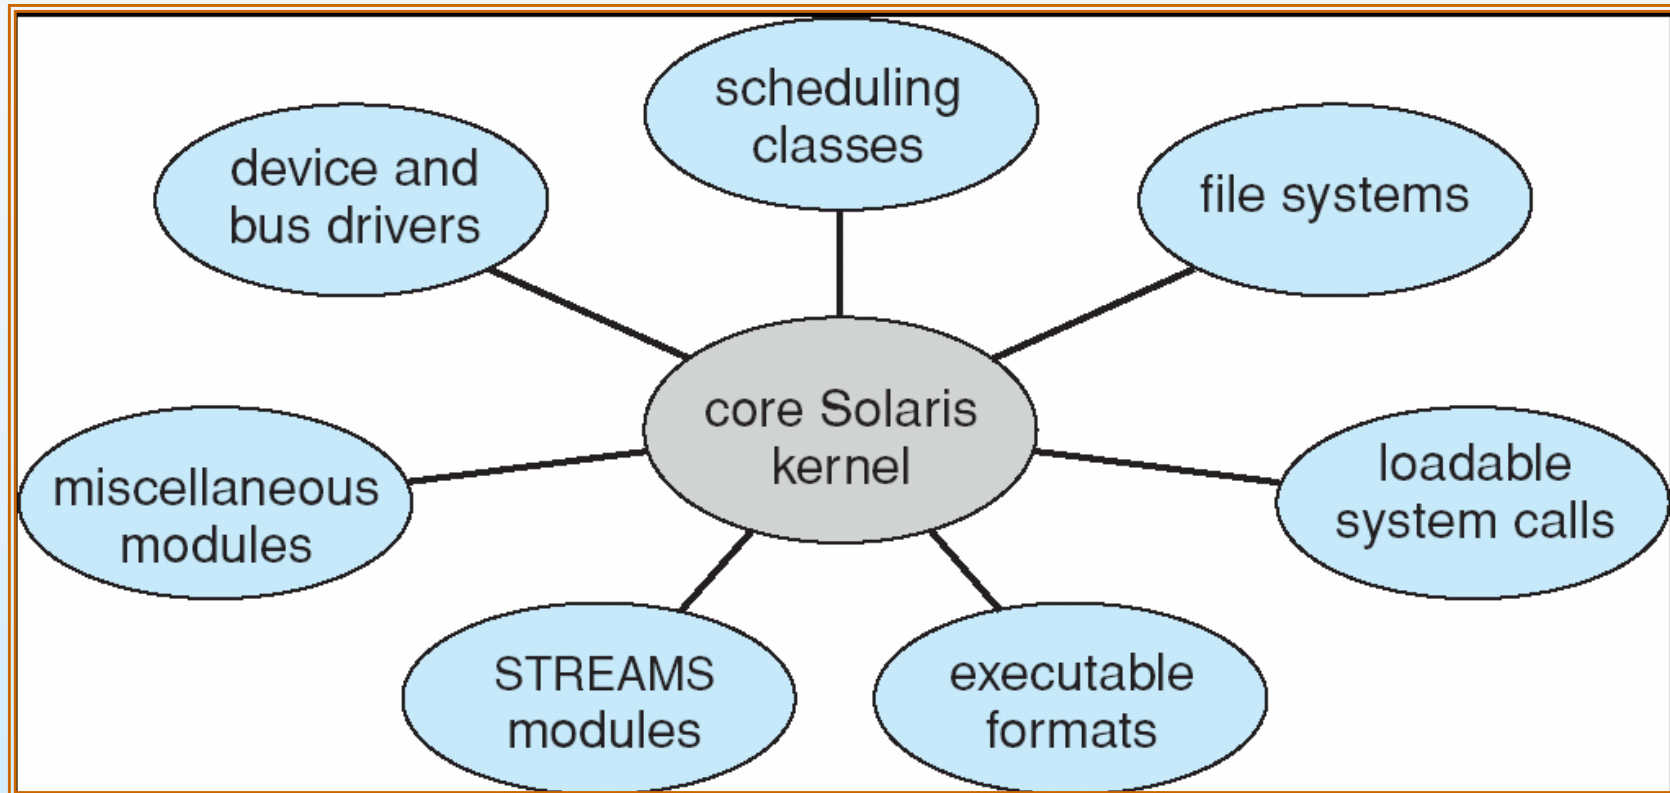 scheduling
classes
device and
bus drivers
file systems
core Solaris
kernel
miscellaneous
modules
loadable
system calls
STREAMS
modules
executable
formats